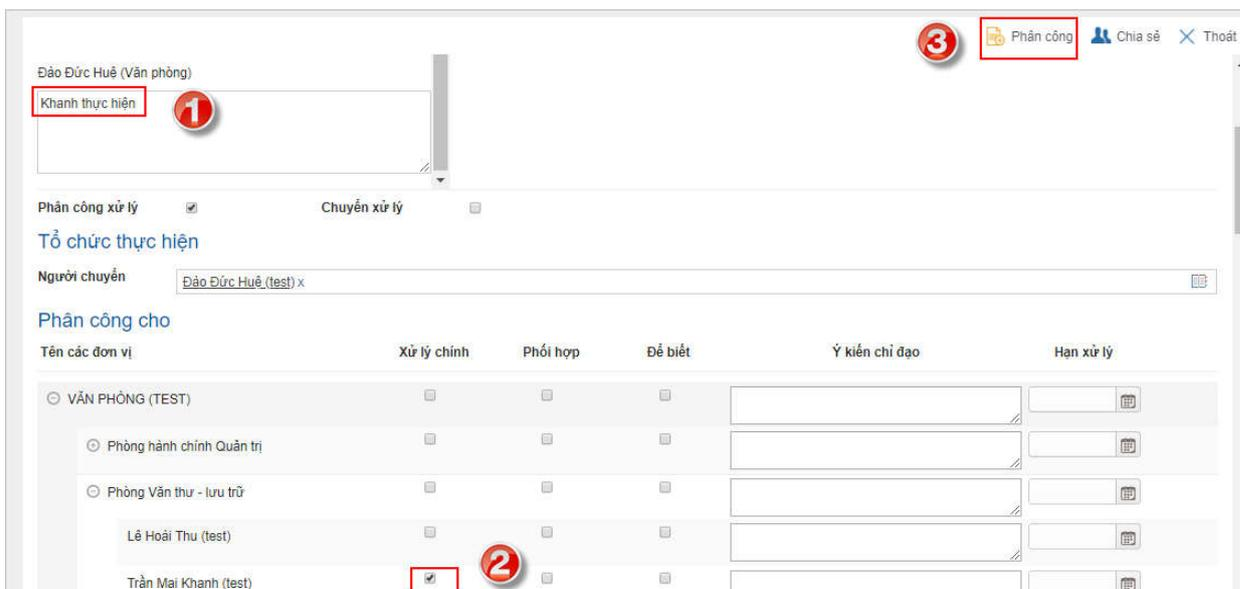 3 Phân công Chia sẻ Thoát
Đào Đức Huệ (Văn phòng)
Khanh thực hiện
1
Phân công xử lý Chuyển xử lý
Tổ chức thực hiện
Người chuyển Đào Đức Huệ (test) x
Phân công cho
Tên các đơn vị Xử lý chính Phối hợp Để biết Ý kiến chỉ đạo Hạn xử lý
VĂN PHÒNG (TEST)
Phòng hành chính Quản trị
Phòng Văn thư - lưu trữ
Lê Hoài Thu (test)
Trần Mai Khanh (test) 2